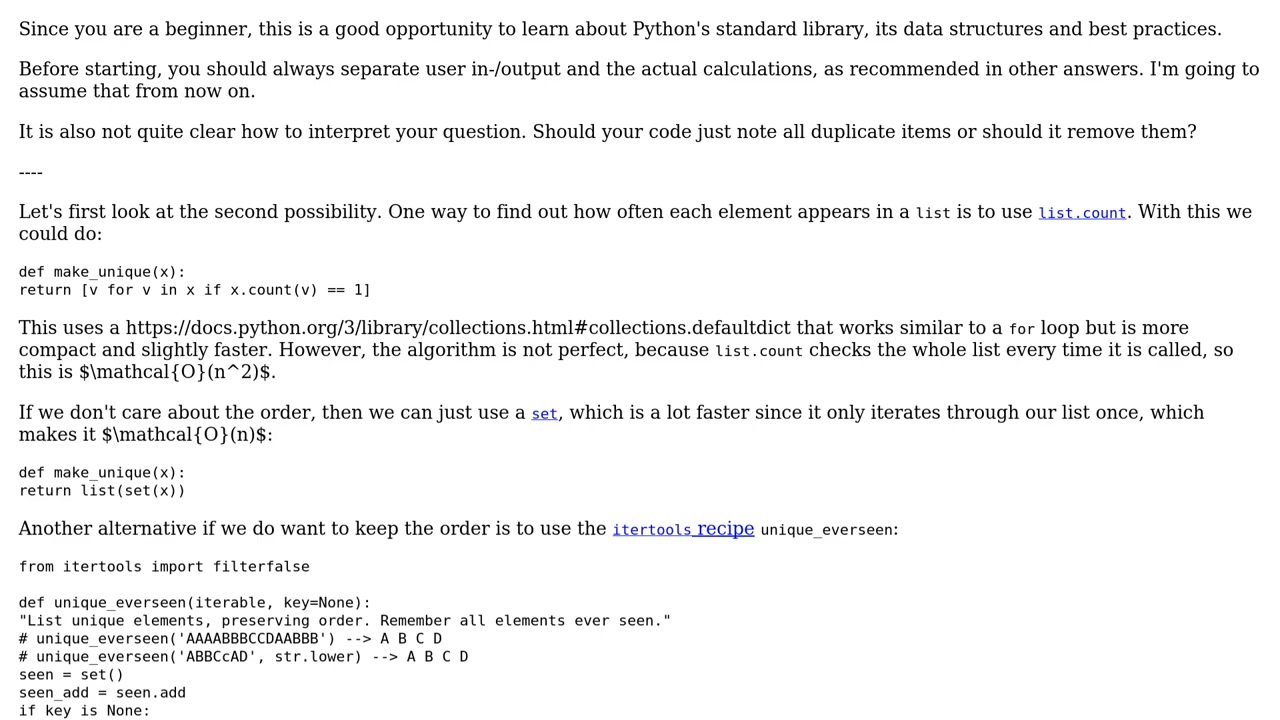 Since you are a beginner, this is a good opportunity to learn about Python's standard library, its data structures and best practices.
Before starting, you should always separate user in-/output and the actual calculations, as recommended in other answers. I'm going to
assume that from now on.
It is also not quite clear how to interpret your question. Should your code just note all duplicate items or should it remove them?
----
Let's first look at the second possibility. One way to find out how often each element appears in a list is to use list.count. With this we
could do:
def make_unique(x):
return [v for v in x if x.count(v) == 1]
This uses a https://docs.python.org/3/library/collections.html#collections.defaultdict that works similar to a for loop but is more
compact and slightly faster. However, the algorithm is not perfect, because list.count checks the whole list every time it is called, so
this is $\mathcal{O}(n^2)$.
If we don't care about the order, then we can just use a set, which is a lot faster since it only iterates through our list once, which
makes it $\mathcal{O}(n)$:
def make_unique(x):
return list(set(x))
Another alternative if we do want to keep the order is to use the itertools recipe unique_everseen:
from itertools import filterfalse
def unique_everseen(iterable, key=None):
"List unique elements, preserving order. Remember all elements ever seen."
# unique_everseen('AAAABBBCCDAABBB') --> A B C D
# unique_everseen('ABBCcAD', str.lower) --> A B C D
seen = set()
seen_add = seen.add
if key is None: